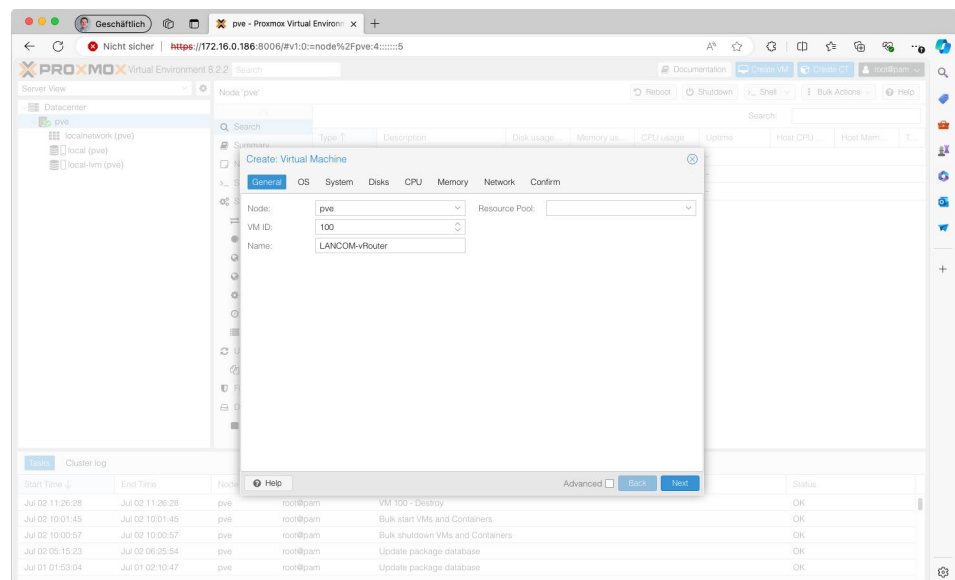 Geschäftlich
pve - Proxmox Virtual Environm
Nicht sicher | https://172.16.0.186:8006/#v1:0:=node%2Fpve:4:::::::5
PROXMOX Virtual Environment 8.2.2 Search
Documentation Create VM Create CT root@pam
Server View
Node 'pve'
Reboot Shutdown Shell Bulk Actions Help
Datacenter
pve
localnetwork (pve)
local (pve)
local-lvm (pve)
Search
Summary
Search:
Type Description Disk usage... Memory us... CPU usage Uptime Host CPU ... Host Mem... T...
Create: Virtual Machine
General OS System Disks CPU Memory Network Confirm
Node: pve
Resource Pool:
VM ID: 100
Name: LANCOM-vRouter
Help
Advanced Back Next
Tasks Cluster log
Start Time End Time Node Status
Jul 02 11:26:28 Jul 02 11:26:28 pve root@pam VM 100 - Destroy OK
Jul 02 10:01:45 Jul 02 10:01:45 pve root@pam Bulk start VMs and Containers OK
Jul 02 10:00:57 Jul 02 10:00:57 pve root@pam Bulk shutdown VMs and Containers OK
Jul 02 05:15:23 Jul 02 06:25:54 pve root@pam Update package database OK
Jul 01 01:53:04 Jul 01 02:10:47 pve root@pam Update package database OK